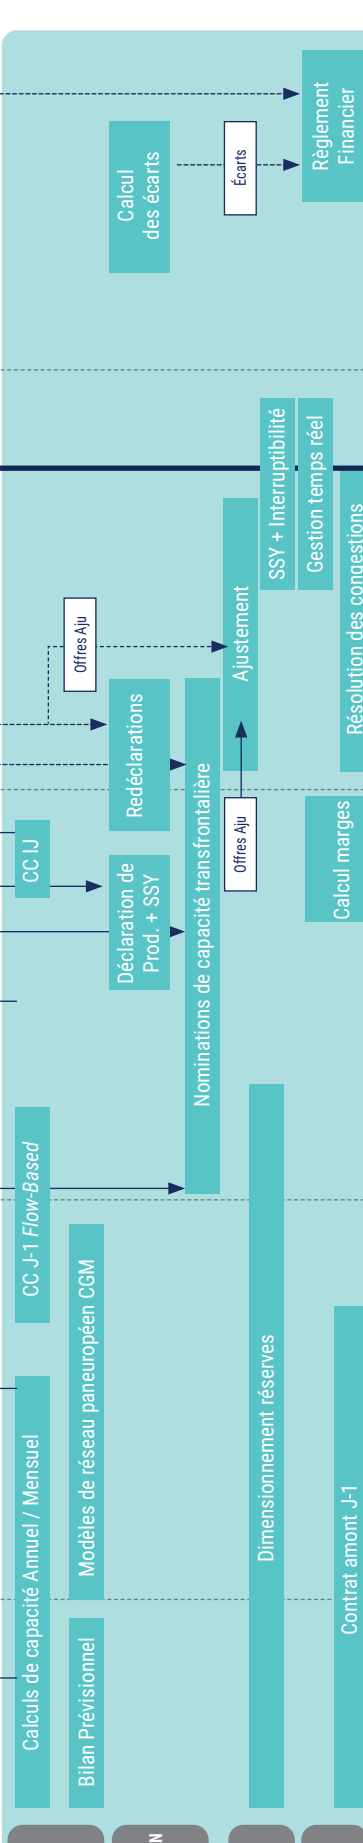 Calculs de capacité Annuel / Mensuel
CC J-1 Flow-Based
CC IJ
Bilan Prévisionnel
Modèles de réseau paneuropéen CGM
Offres Aju
N
Déclaration de
Prod. + SSY
Redéclarations
Calcul
des écarts
Nominations de capacité transfrontalière
Offres Aju
Ajustement
Écarts
Dimensionnement réserves
SSY + Interruptibilité
Gestion temps réel
Règlement
Financier
Calcul marges
Contrat amont J-1
Résolution des congestions